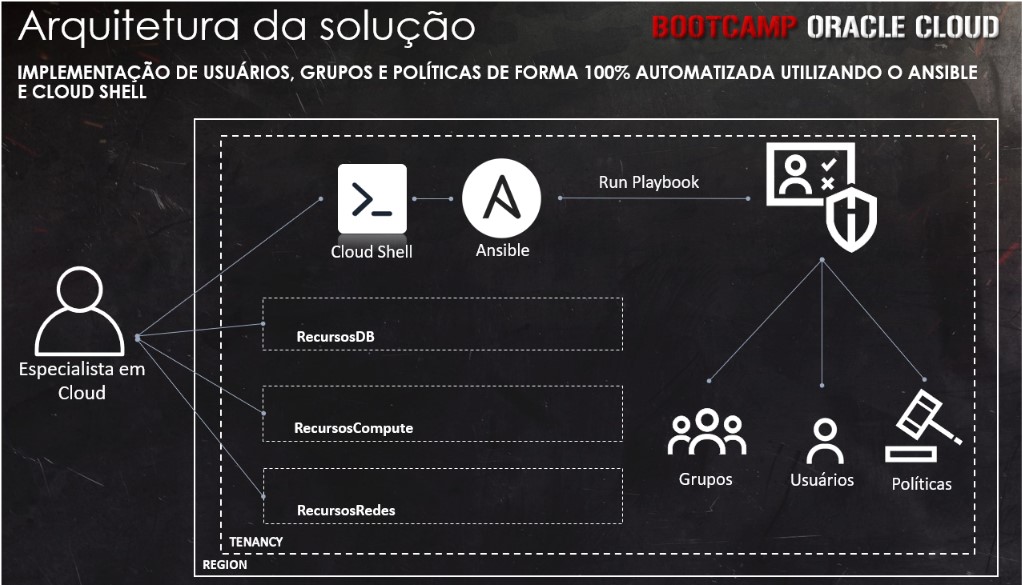 Arquitetura da solução
BOOTCAMP ORACLE CLOUD
IMPLEMENTAÇÃO DE USUÁRIOS, GRUPOS E POLÍTICAS DE FORMA 100% AUTOMATIZADA UTILIZANDO O ANSIBLE
E CLOUD SHELL
Run Playbook
Cloud Shell
Ansible
RecursosDB
Especialista em
Cloud
RecursosCompute
Grupos
Usuários
Políticas
RecursosRedes
TENANCY
REGION